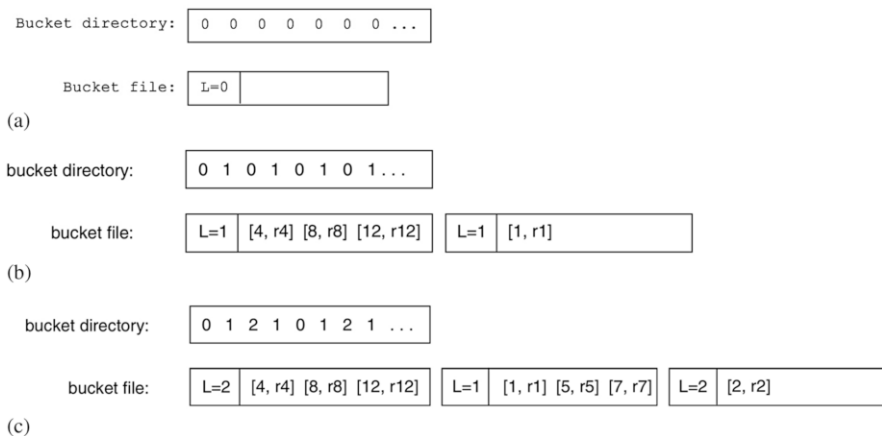 Bucket directory: 0 0 0 0 0 0 0 ...
Bucket file: L=0
(a)
bucket directory: 0 1 0 1 0 1 0 1 . . .
bucket file: L=1 [4, r4] [8, r8] [12, r12] L=1 [1, r1]
(b)
bucket directory: 0 1 2 1 0 1 2 1 . . .
bucket file: L=2 [4, r4] [8, r8] [12, r12] L=1 [1, r1] [5, r5] [7, r7] L=2 [2, r2]
(c)